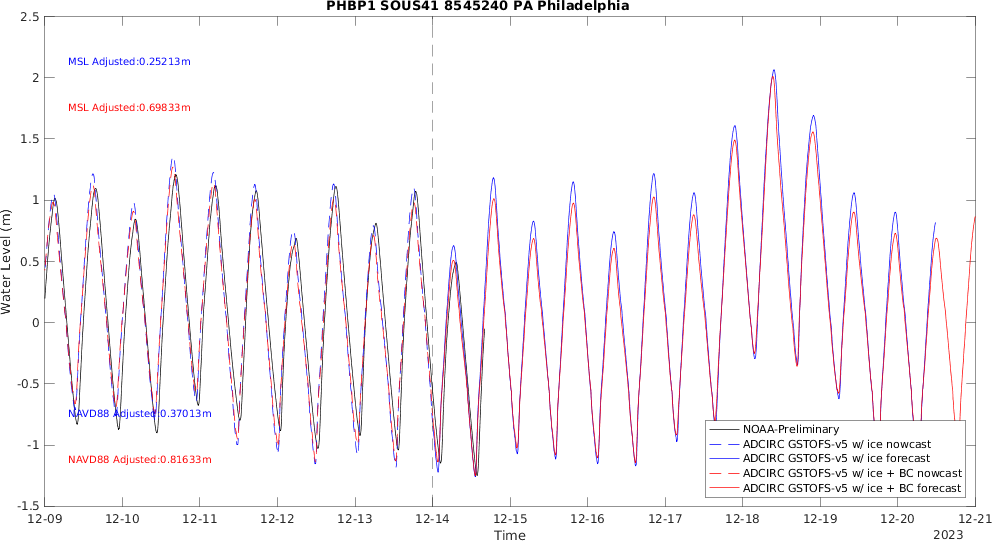 PHBP1 SOUS41 8545240 PA Philadelphia
2.5
2
1.5
1
0.5
0
-0.5
-1
-1.5
Water Level (m)
MSL Adjusted:0.25213m
MSL Adjusted:0.69833m
NAVD88 Adjusted:0.37013m
NAVD88 Adjusted:0.81633m
NOAA-Preliminary
ADCIRC GSTOFS-v5 w/ ice nowcast
ADCIRC GSTOFS-v5 w/ ice forecast
ADCIRC GSTOFS-v5 w/ ice + BC nowcast
ADCIRC GSTOFS-v5 w/ ice + BC forecast
12-09 12-10 12-11 12-12 12-13 12-14 12-15 12-16 12-17 12-18 12-19 12-20 12-21
Time
2023